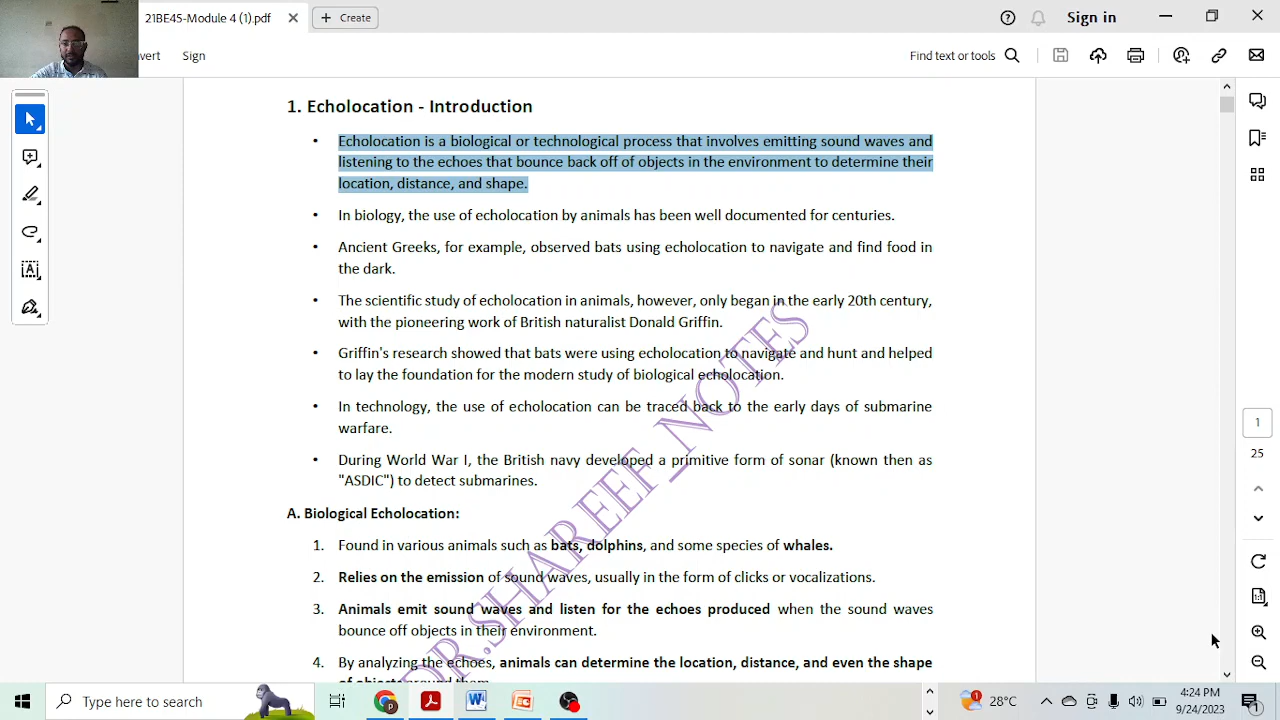 21BE45-Module 4 (1).pdf
Create
Sign in
vert
Sign
Find text or tools
1. Echolocation - Introduction
• Echolocation is a biological or technological process that involves emitting sound waves and
listening to the echoes that bounce back off of objects in the environment to determine their
location, distance, and shape.
• In biology, the use of echolocation by animals has been well documented for centuries.
• Ancient Greeks, for example, observed bats using echolocation to navigate and find food in
the dark.
• The scientific study of echolocation in animals, however, only began in the early 20th century,
with the pioneering work of British naturalist Donald Griffin.
• Griffin's research showed that bats were using echolocation to navigate and hunt and helped
to lay the foundation for the modern study of biological echolocation.
• In technology, the use of echolocation can be traced back to the early days of submarine
warfare.
• During World War I, the British navy developed a primitive form of sonar (known then as
"ASDIC") to detect submarines.
A. Biological Echolocation:
1. Found in various animals such as bats, dolphins, and some species of whales.
2. Relies on the emission of sound waves, usually in the form of clicks or vocalizations.
3. Animals emit sound waves and listen for the echoes produced when the sound waves
bounce off objects in their environment.
4. By analyzing the echoes, animals can determine the location, distance, and even the shape
of objects around them.
DR.SHAREEF_NOTES
1
25
Type here to search
1
28°C
4:24 PM
9/24/2023
1